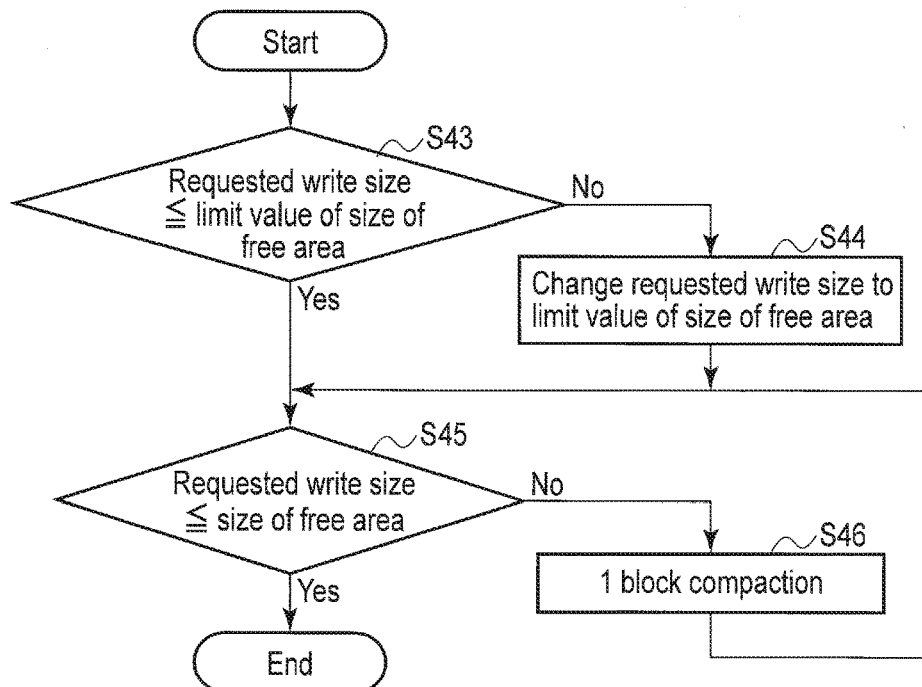 Start
S43
Requested write size
≦ limit value of size of
free area
No
Yes
S44
Change requested write size to
limit value of size of free area
S45
Requested write size
≦ size of free area
No
Yes
S46
1 block compaction
End